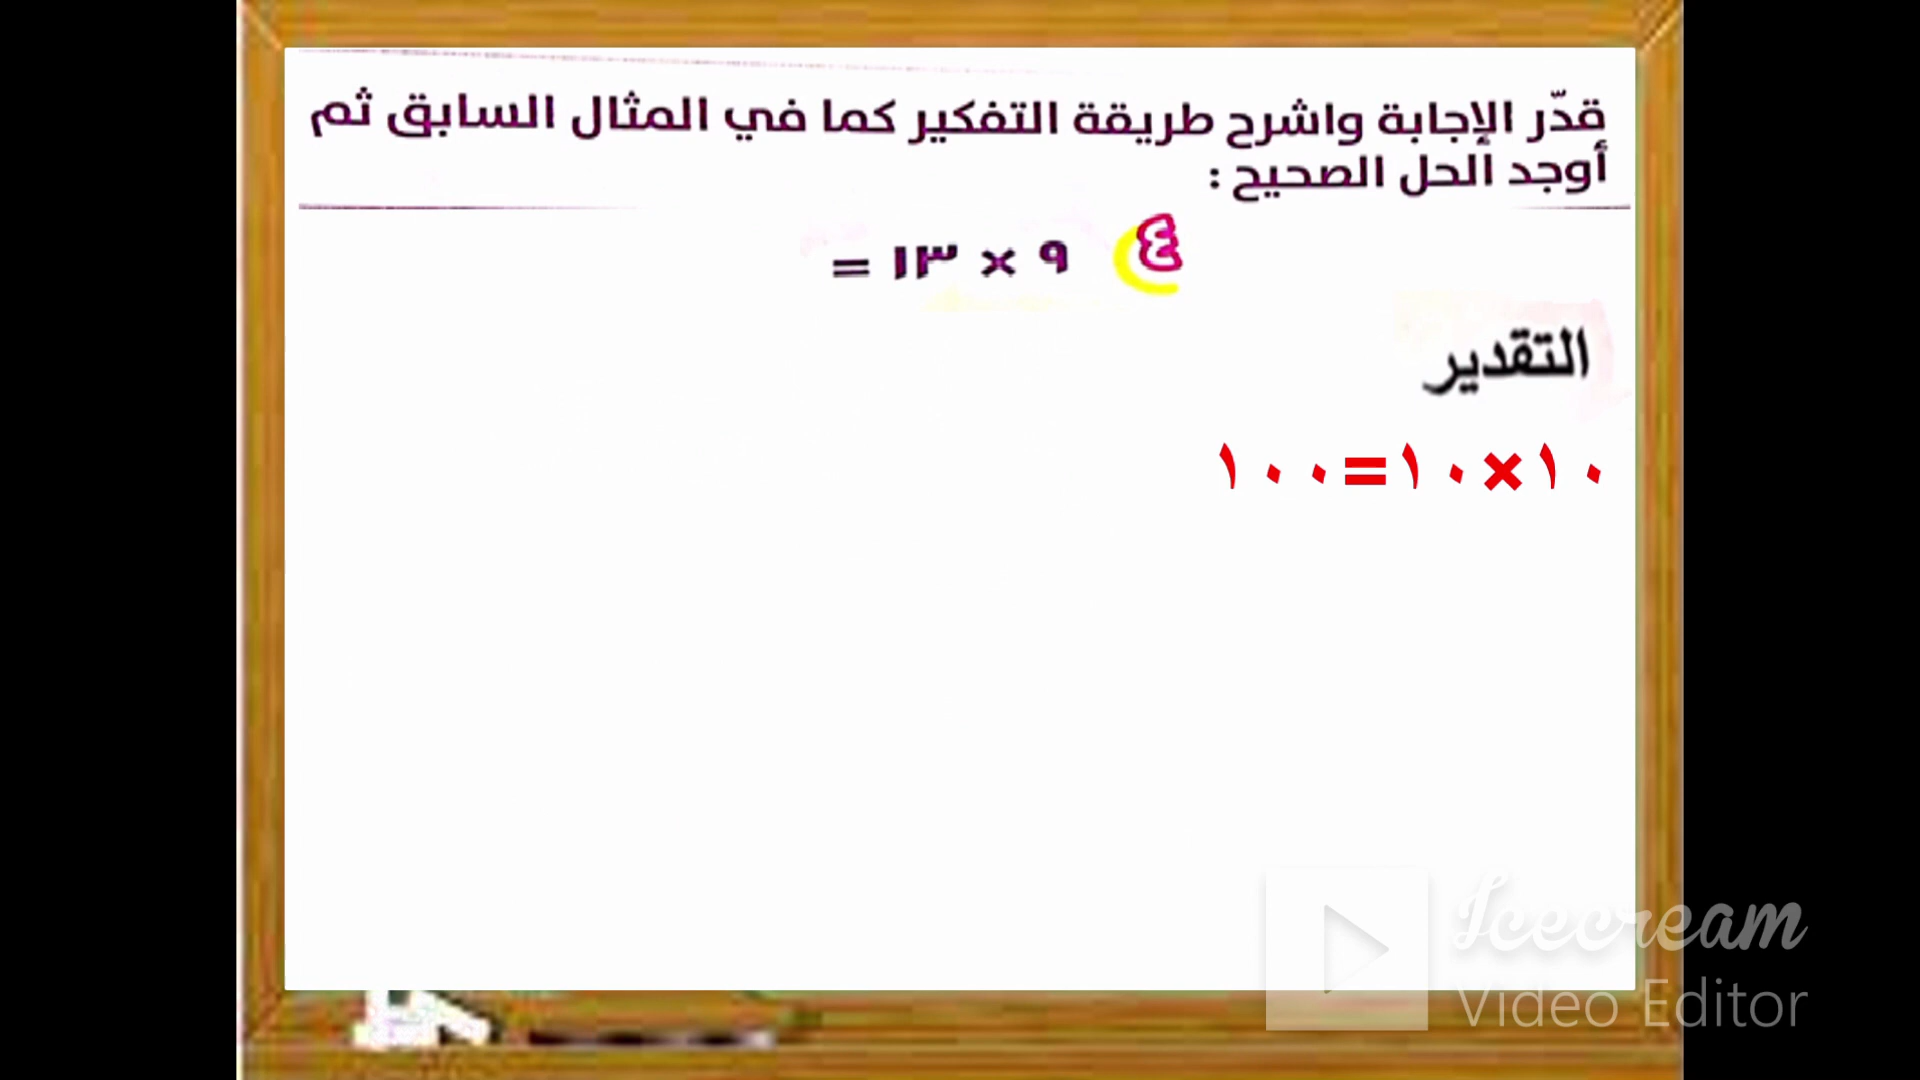 قدّر الإجابة واشرح طريقة التفكير كما في المثال السابق ثم
أوجد الحل الصحيح :
٤ ٩ × ١٣ =
التقدير
١٠×١٠=١٠٠
Icecream
Video Editor